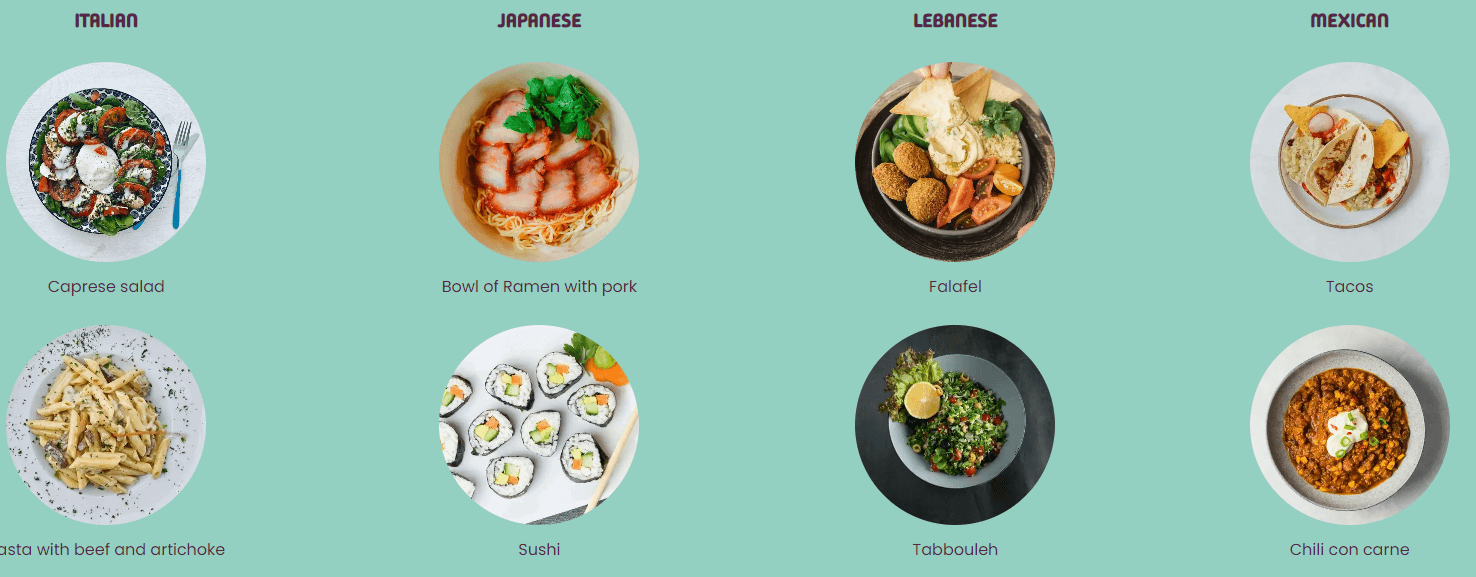 ITALIAN
JAPANESE
LEBANESE
MEXICAN
Caprese salad
Bowl of Ramen with pork
Falafel
Tacos
asta with beef and artichoke
Sushi
Tabbouleh
Chili con carne